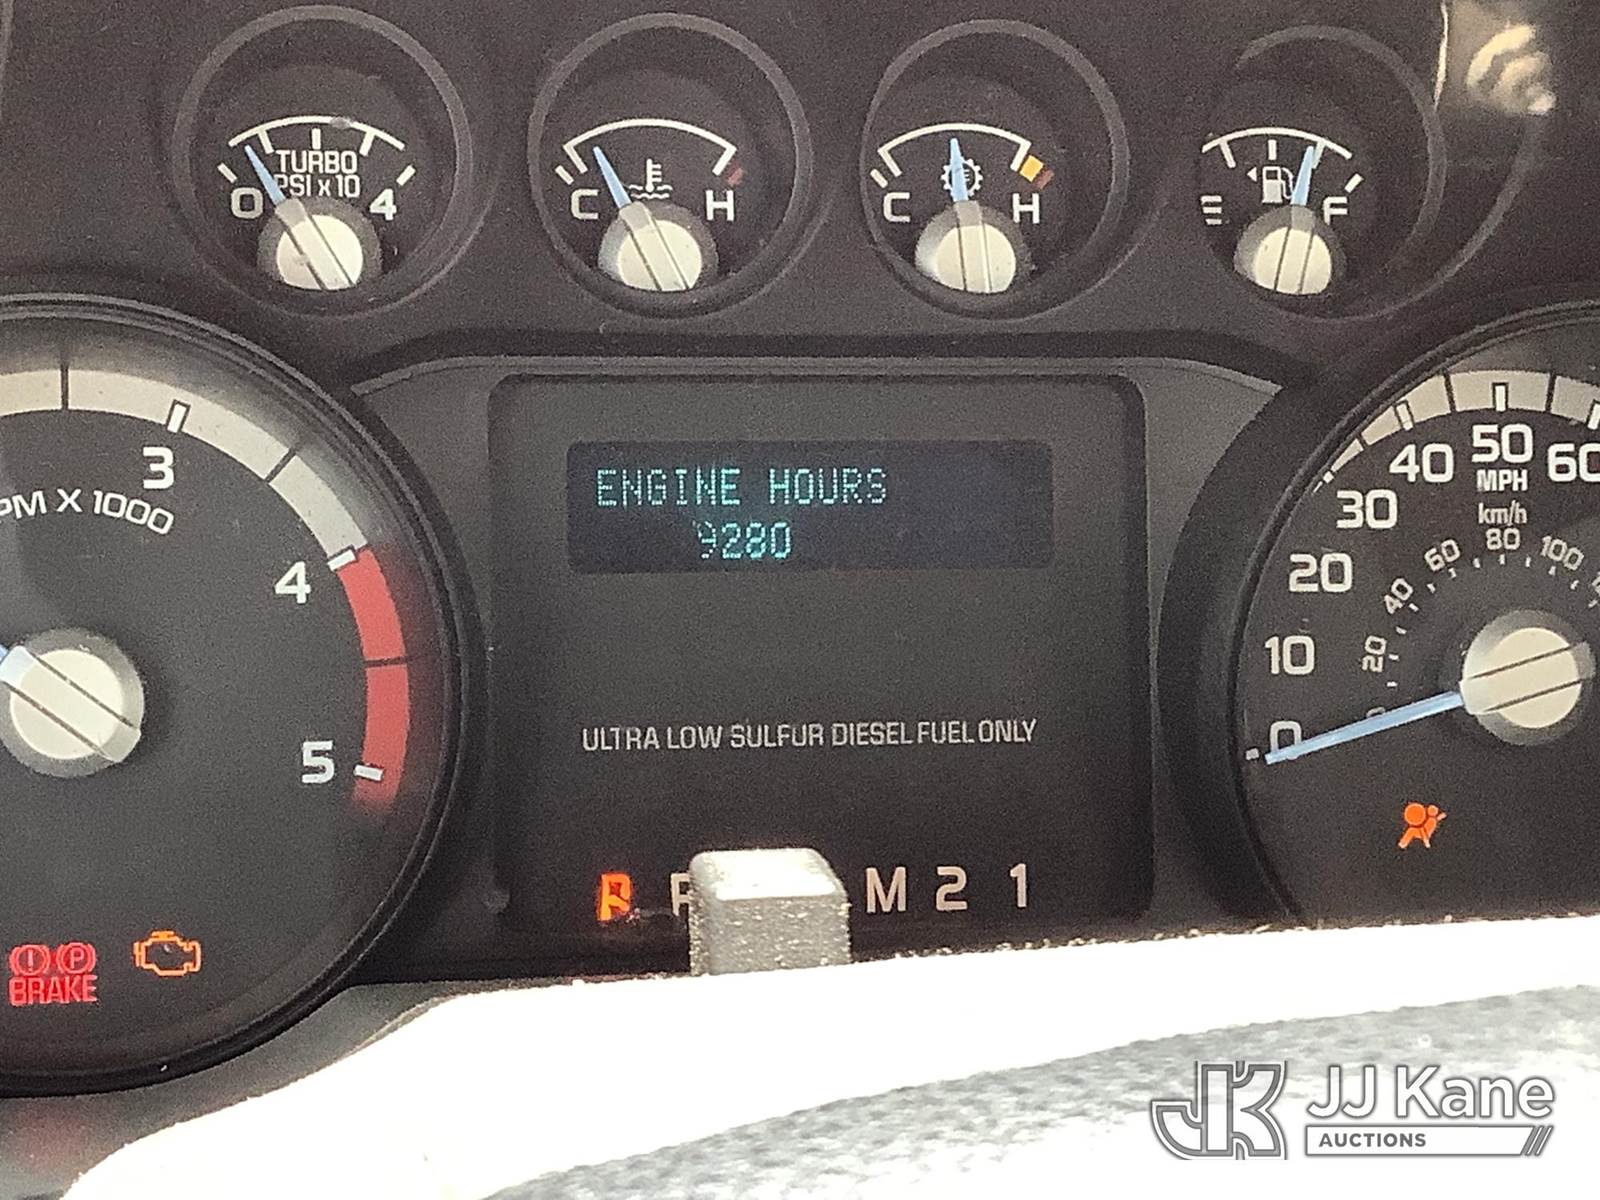 TURBO
PSI x 10
0 4
C H
C H
F
3
4
5
PM X 1000
ENGINE HOURS
9280
ULTRA LOW SULFUR DIESEL FUEL ONLY
P M 2 1
BRAKE
0 10 20 30 40 50 60
MPH
km/h
20 40 60 80 100
JJ Kane
AUCTIONS